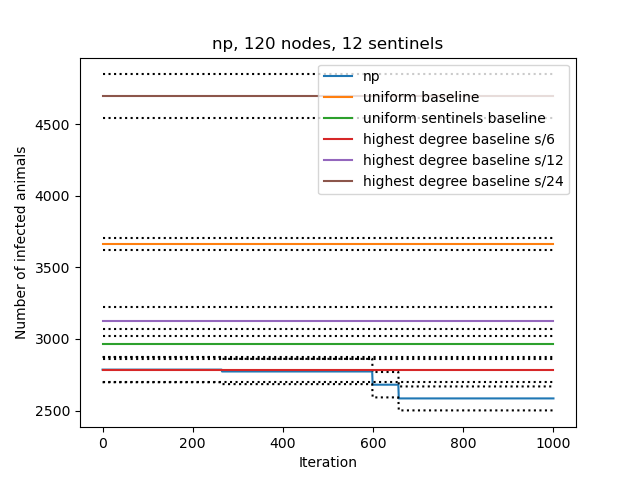 np, 120 nodes, 12 sentinels
np
uniform baseline
uniform sentinels baseline
highest degree baseline s/6
highest degree baseline s/12
highest degree baseline s/24
Number of infected animals
4500
4000
3500
3000
2500
0 200 400 600 800 1000
Iteration